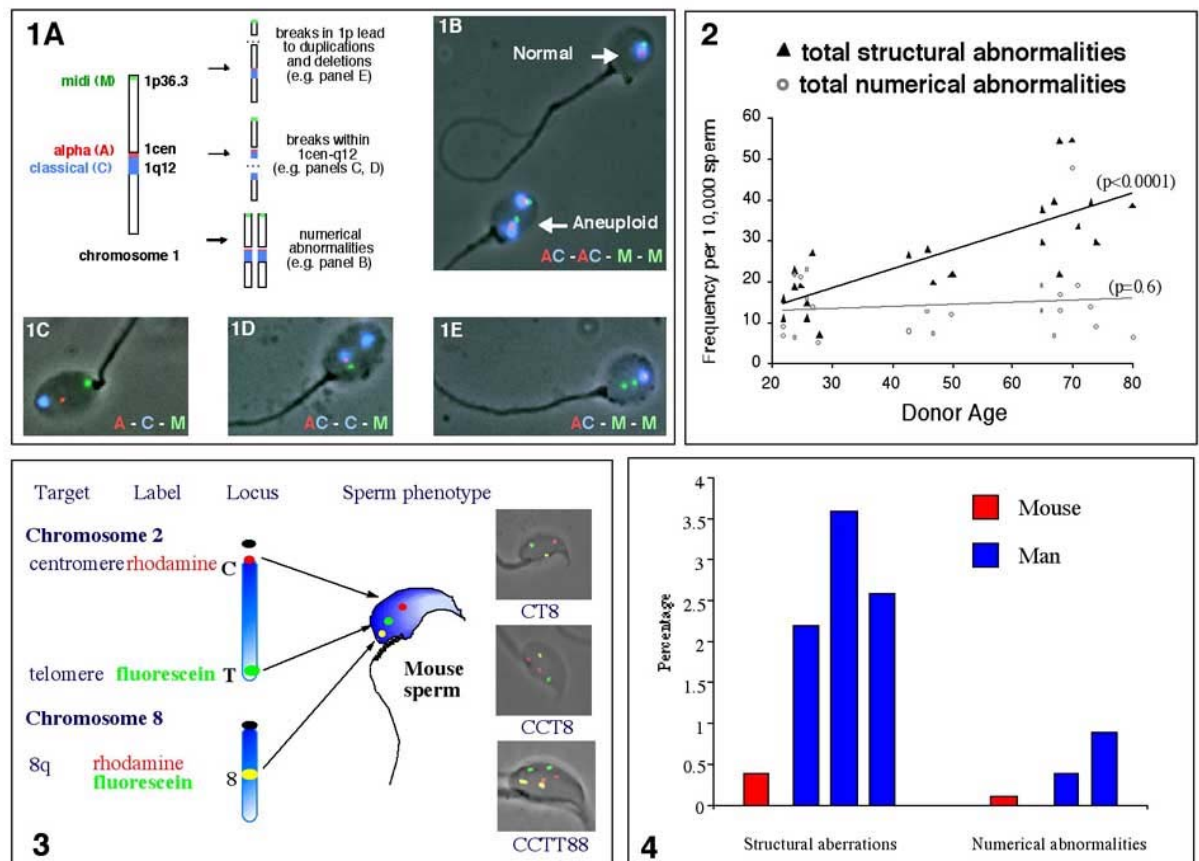 1A
midi (M)
1p36.3
alpha (A)
1cen
classical (C)
1q12
chromosome 1
breaks in 1p lead
to duplications
and deletions
(e.g. panel E)
breaks within
1cen-q12
(e.g. panels C, D)
numerical
abnormalities
(e.g. panel B)
1B
Normal
Aneuploid
AC - AC - M - M
1C
A - C - M
1D
AC - C - M
1E
AC - M - M
2
total structural abnormalities
total numerical abnormalities
Frequency per 10,000 sperm
60
50
40
30
20
10
0
(p<0.0001)
(p=0.6)
20 30 40 50 60 70 80
Donor Age
Target Label Locus Sperm phenotype
Chromosome 2
centromere rhodamine C
telomere fluorescein T
Chromosome 8
8q rhodamine 8
fluorescein
Mouse
sperm
CT8
CCT8
CCTT88
3
Percentage
4
3.5
3
2.5
2
1.5
1
0.5
0
Mouse
Man
Structural aberrations Numerical abnormalities
4